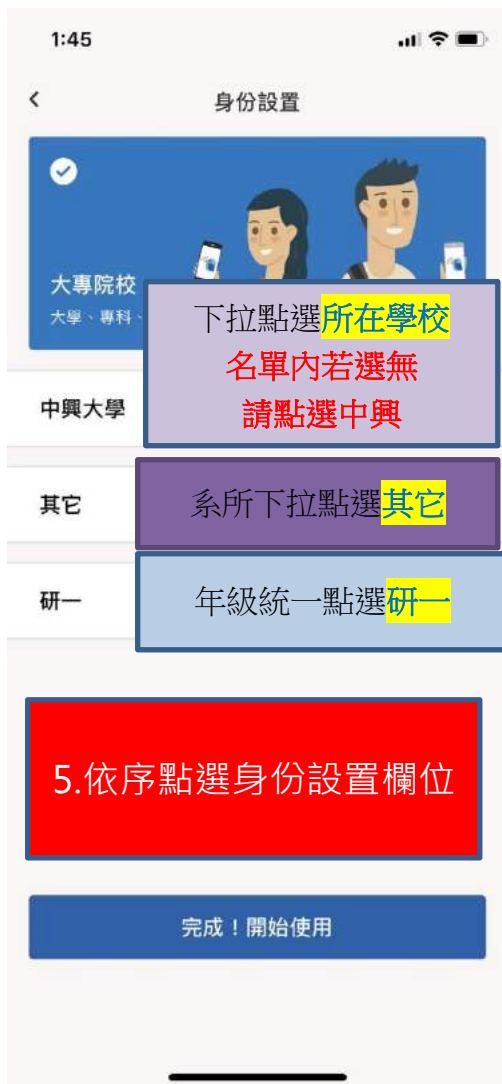 1:45
身份設置
大專院校
大學、專科、
下拉點選所在學校
名單內若選無
請點選中興
中興大學
其它
系所下拉點選其它
研一
年級統一點選研一
5.依序點選身份設置欄位
完成！開始使用